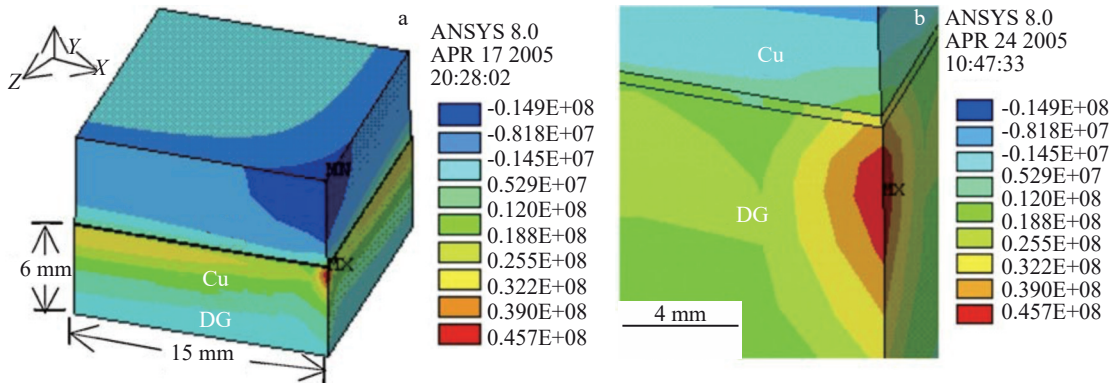 a
Y
Z
X
MN
MX
6 mm
Cu
DG
15 mm
ANSYS 8.0
APR 17 2005
20:28:02
-0.149E+08
-0.818E+07
-0.145E+07
0.529E+07
0.120E+08
0.188E+08
0.255E+08
0.322E+08
0.390E+08
0.457E+08
b
Cu
DG
MX
4 mm
ANSYS 8.0
APR 24 2005
10:47:33
-0.149E+08
-0.818E+07
-0.145E+07
0.529E+07
0.120E+08
0.188E+08
0.255E+08
0.322E+08
0.390E+08
0.457E+08